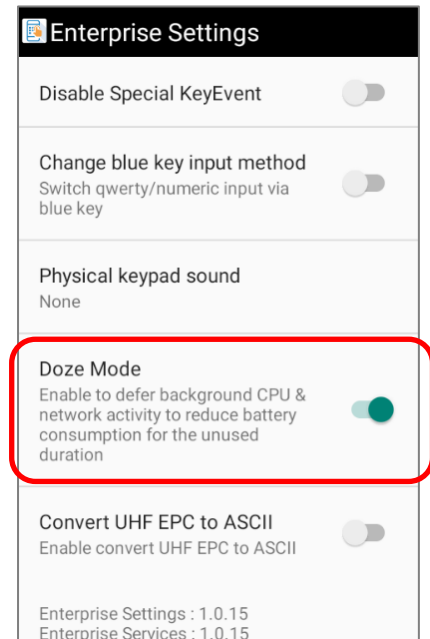 Enterprise Settings
Disable Special KeyEvent
Change blue key input method
Switch qwerty/numeric input via
blue key
Physical keypad sound
None
Doze Mode
Enable to defer background CPU &
network activity to reduce battery
consumption for the unused
duration
Convert UHF EPC to ASCII
Enable convert UHF EPC to ASCII
Enterprise Settings : 1.0.15
Enterprise Services : 1.0.15